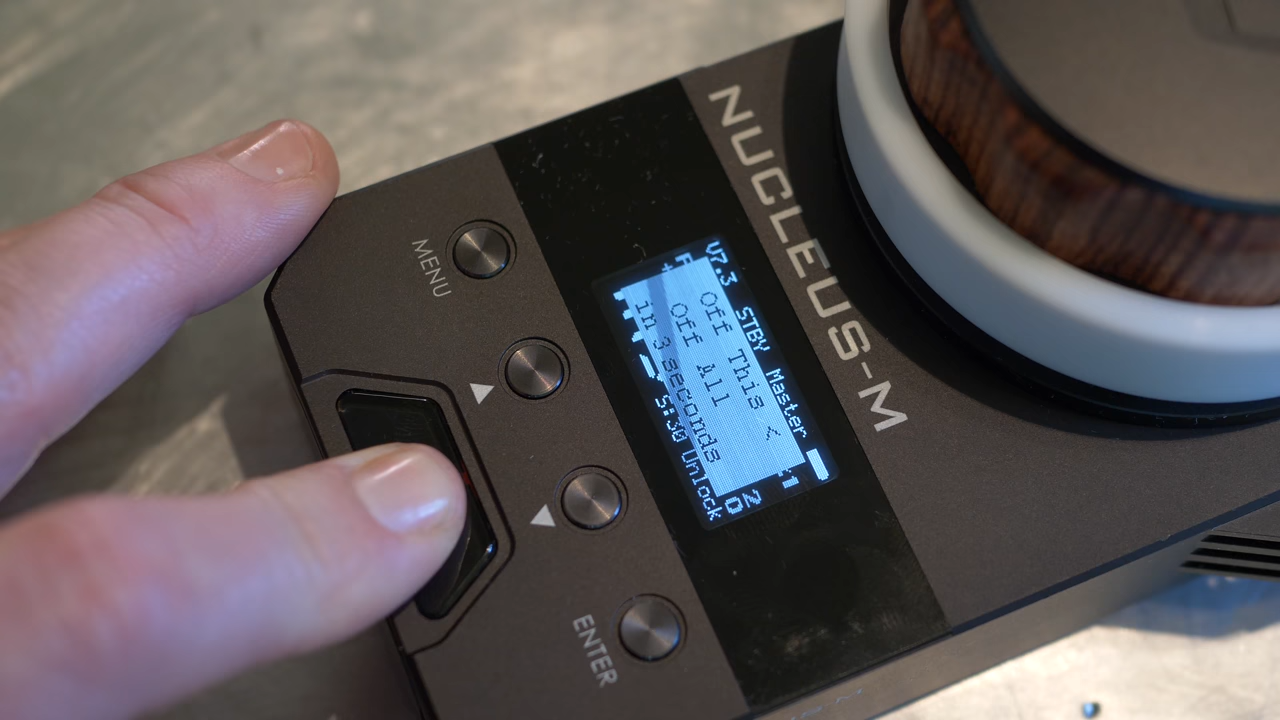 NUCLEUS-M
V7.3 STBY Master
Off This <
Off All
in 3 seconds
5:30 Unlock
MENU
ENTER